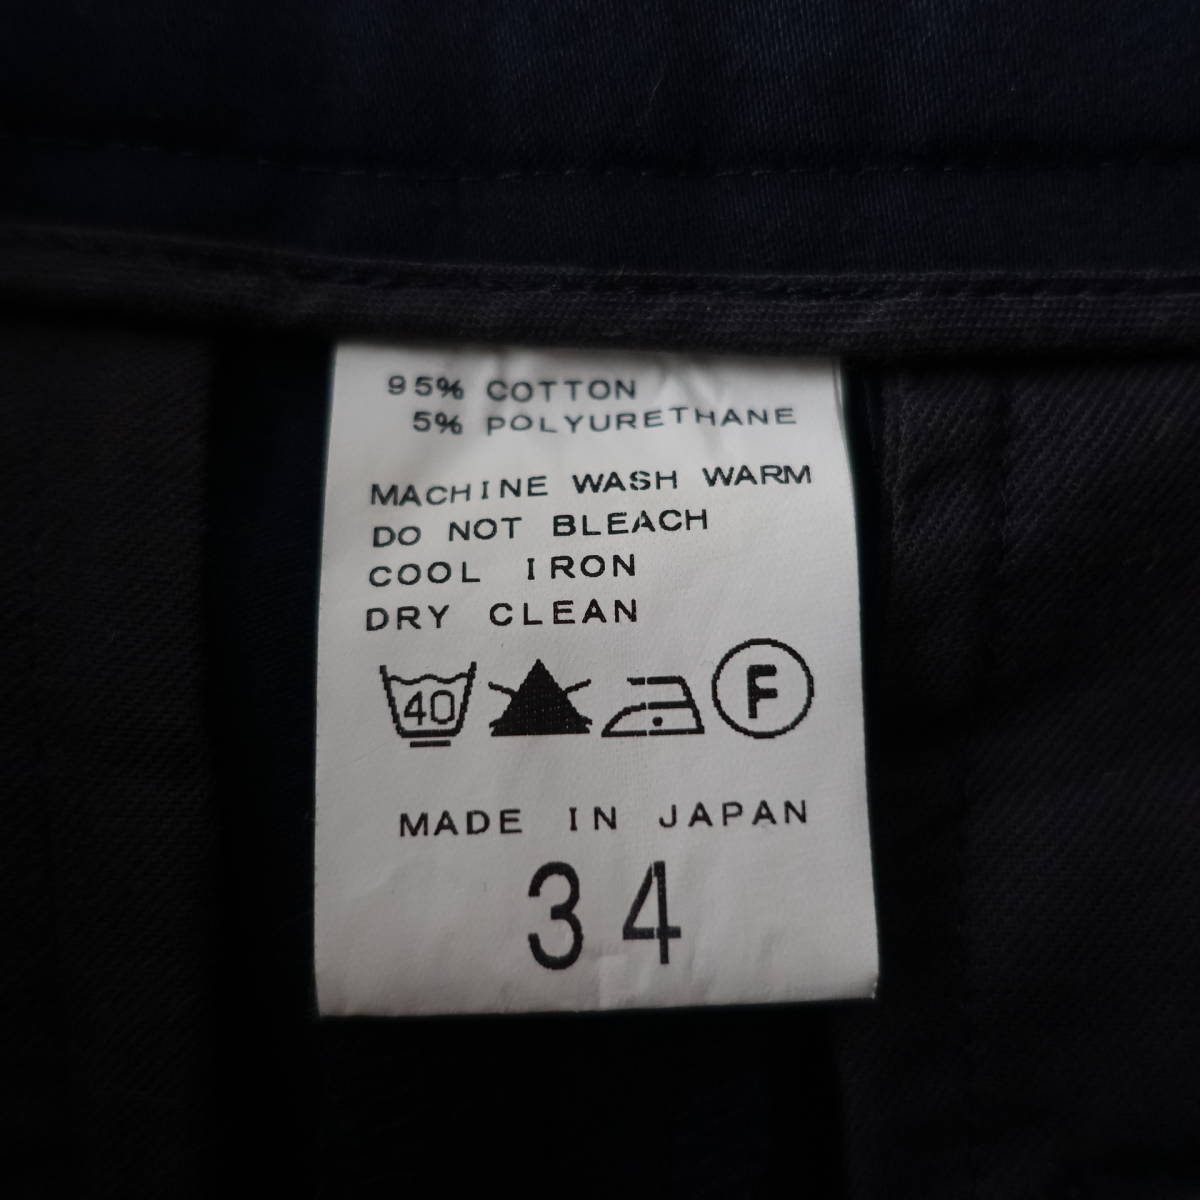 95% COTTON
5% POLYURETHANE
MACHINE WASH WARM
DO NOT BLEACH
COOL IRON
DRY CLEAN
40 F
MADE IN JAPAN
34